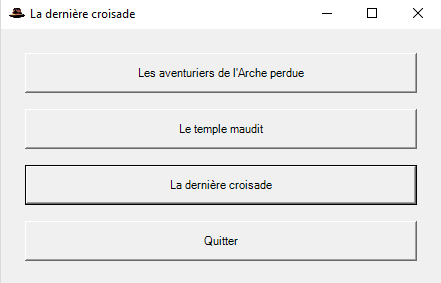 La dernière croisade
Les aventuriers de l'Arche perdue
Le temple maudit
La dernière croisade
Quitter